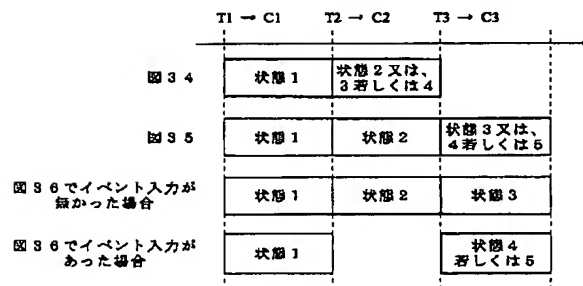 T1 → C1 T2 → C2 T3 → C3
図34 状態1 状態2又は、
3若しくは4
図35 状態1 状態2 状態3又は、
4若しくは5
図36でイベント入力が
無かった場合 状態1 状態2 状態3
図36でイベント入力が
あった場合 状態1 状態4
若しくは5